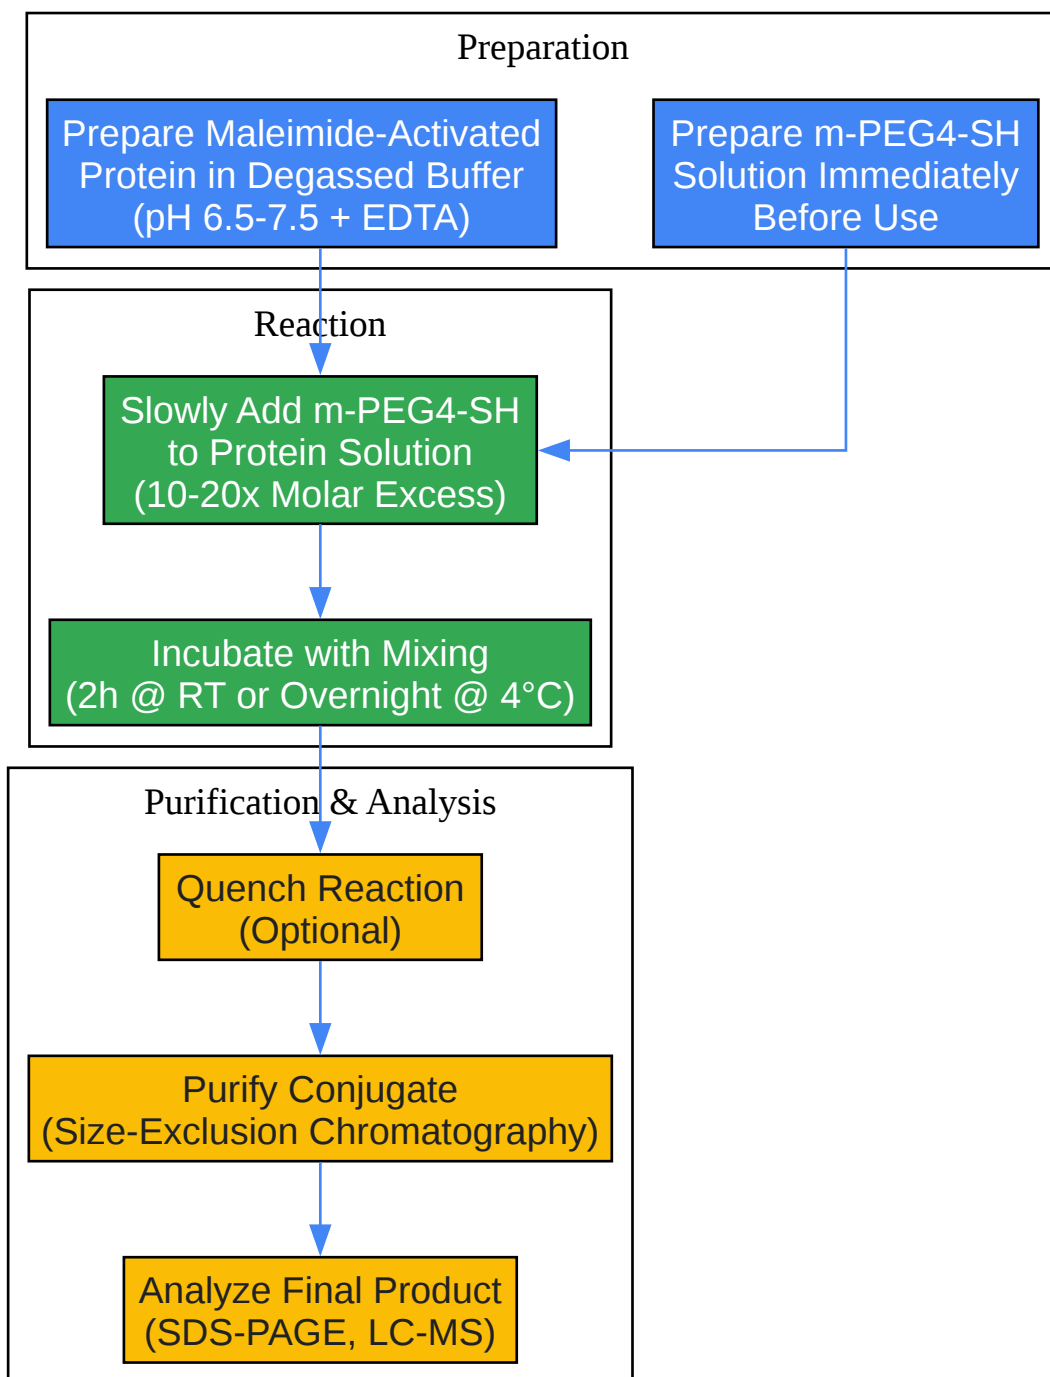 Preparation
Prepare Maleimide-Activated
Protein in Degassed Buffer
(pH 6.5-7.5 + EDTA)
Prepare m-PEG4-SH
Solution Immediately
Before Use
Reaction
Slowly Add m-PEG4-SH
to Protein Solution
(10-20x Molar Excess)
Incubate with Mixing
(2h @ RT or Overnight @ 4°C)
Purification & Analysis
Quench Reaction
(Optional)
Purify Conjugate
(Size-Exclusion Chromatography)
Analyze Final Product
(SDS-PAGE, LC-MS)